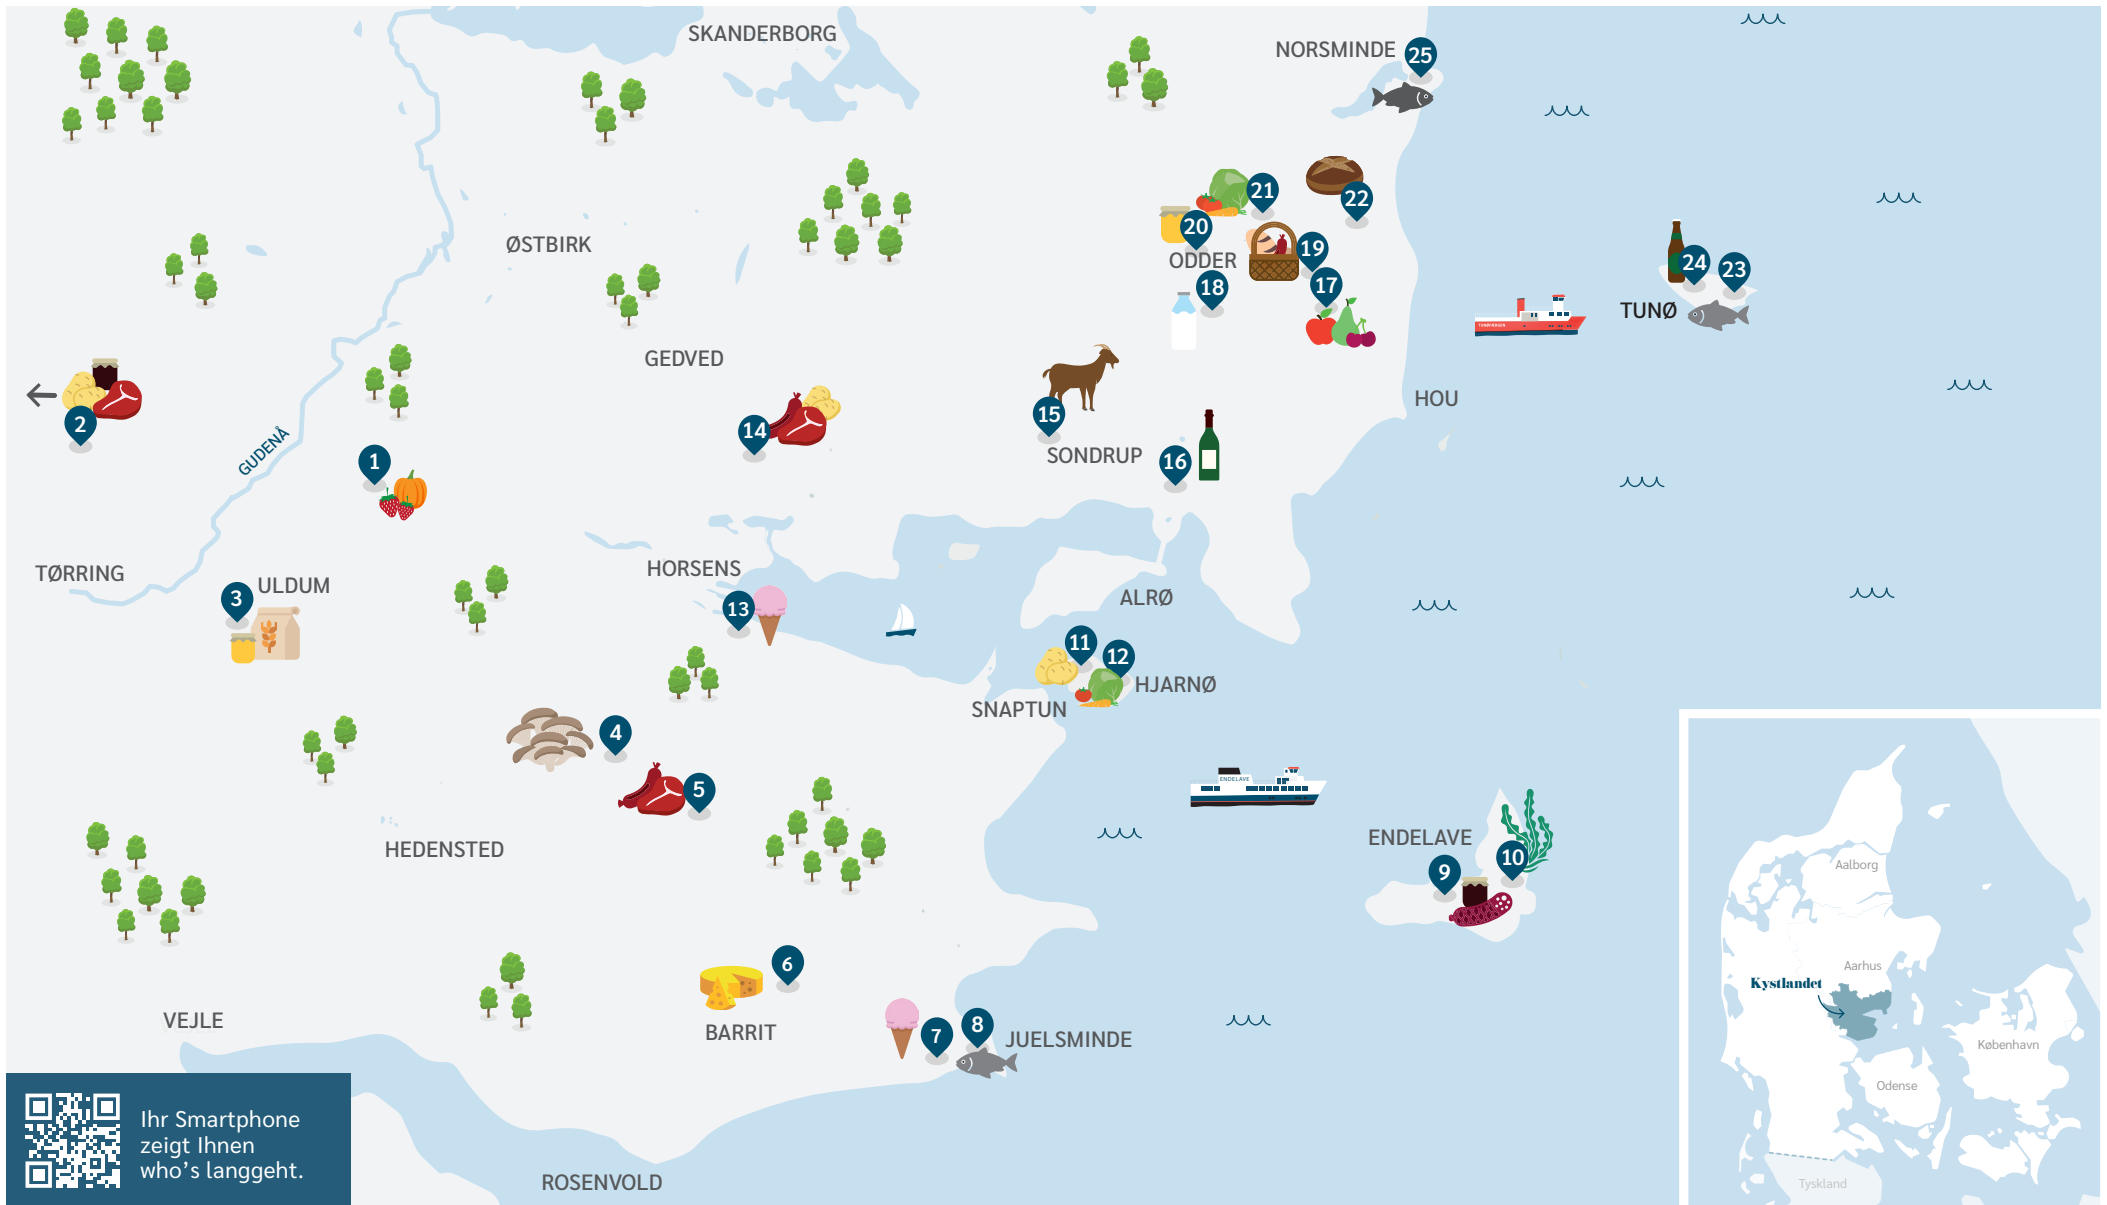 SKANDERBORG
NORSMINDE
25
21
22
20
19
ODDER
ØSTBIRK
18
17
24
23
TUNØ
TUNØFÆRGEN
GEDVED
HOU
2
14
15
GUDENÅ
1
SONDRUP
16
TØRRING
HORSENS
3
ULDUM
13
ALRØ
11
12
HJARNØ
SNAPTUN
4
5
ENDELAVE
ENDELAVE
HEDENSTED
9
10
6
BARRIT
VEJLE
7
8
JUELSMINDE
ROSENVOLD
Ihr Smartphone
zeigt Ihnen
who's langgeht.
Aalborg
Aarhus
Kystlandet
København
Odense
Tyskland